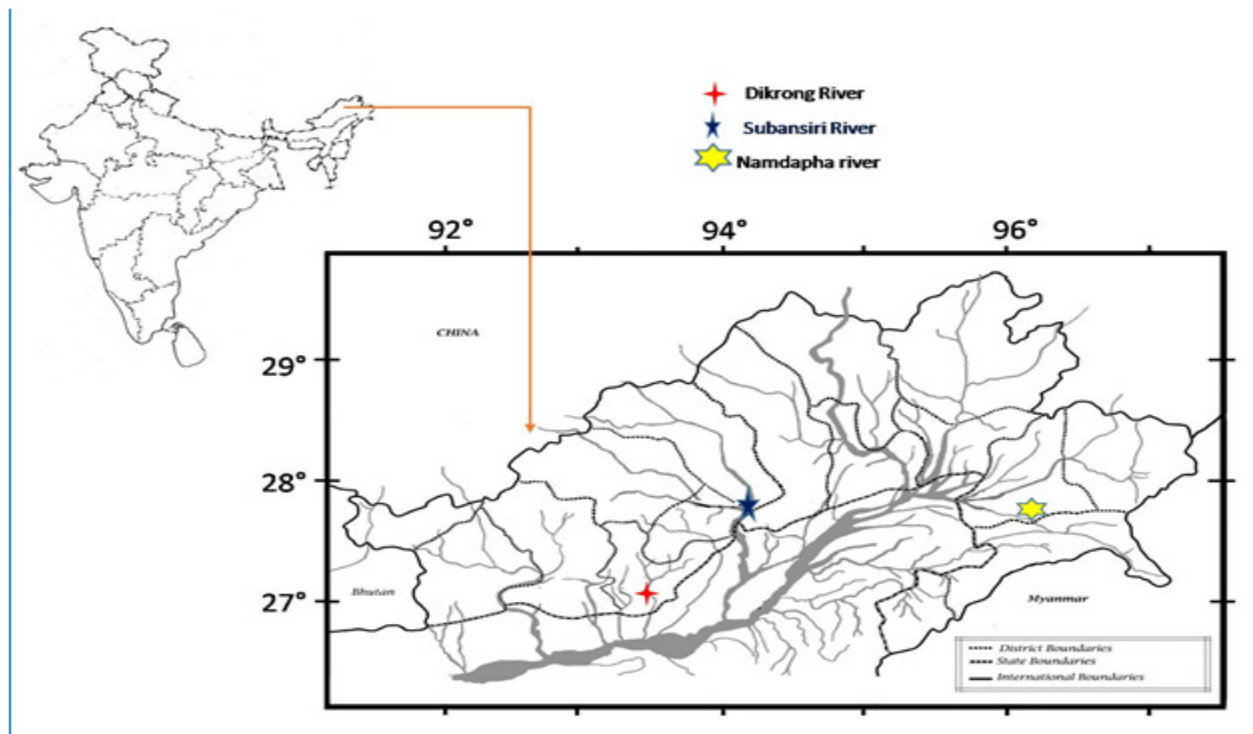 Dikrong River
Subansiri River
Namdapha river
92° 94° 96°
CHINA
29°
28°
27°
Bhutan
Myanmar
District Boundaries
State Boundaries
International Boundaries